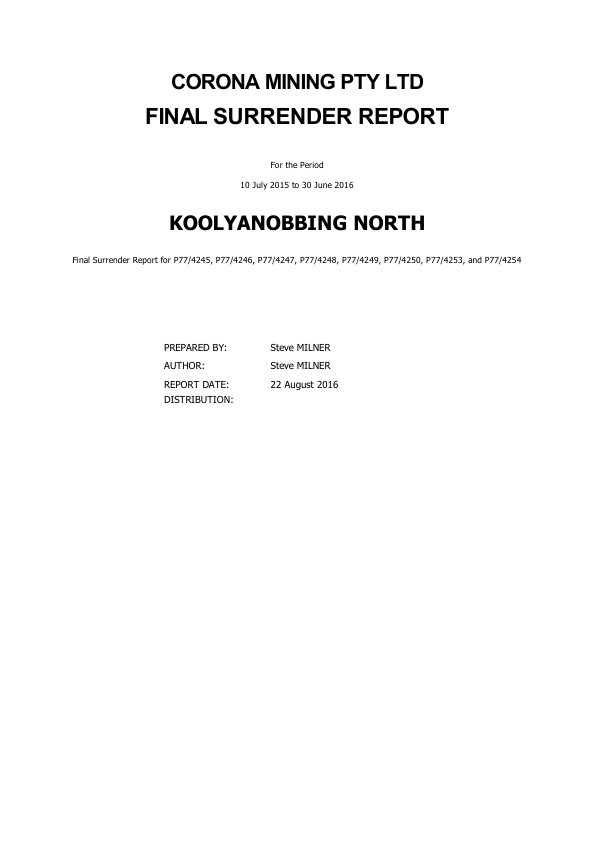 CORONA MINING PTY LTD
FINAL SURRENDER REPORT
For the Period
10 July 2015 to 30 June 2016
KOOLYANOBBING NORTH
Final Surrender Report for P77/4245, P77/4246, P77/4247, P77/4248, P77/4249, P77/4250, P77/4253, and P77/4254
PREPARED BY: Steve MILNER
AUTHOR: Steve MILNER
REPORT DATE: 22 August 2016
DISTRIBUTION: